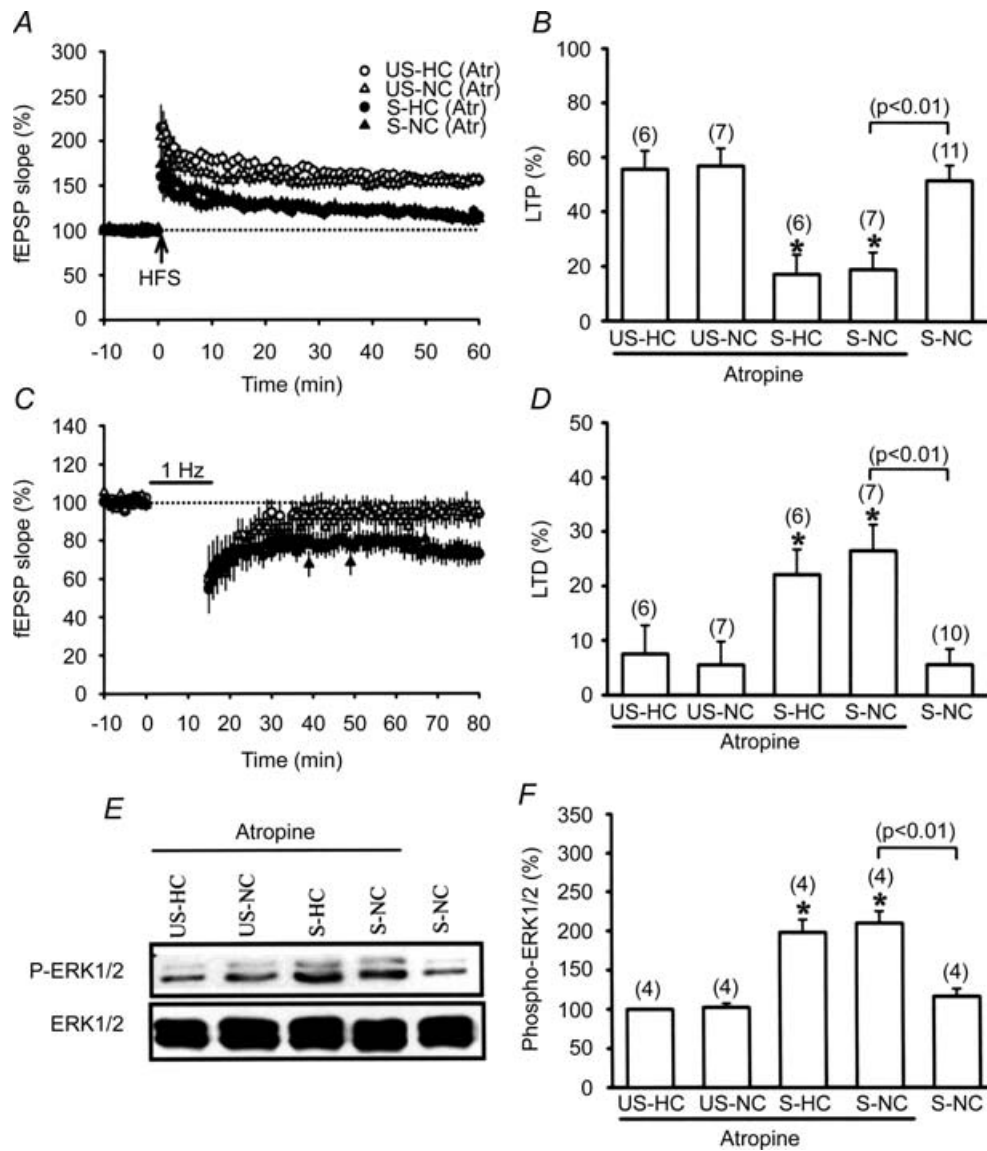 A
300
250
200
150
100
50
0
fEPSP slope (%)
US-HC (Atr)
US-NC (Atr)
S-HC (Atr)
S-NC (Atr)
HFS
-10 0 10 20 30 40 50 60
Time (min)
B
100
80
60
40
20
0
LTP (%)
(6)
(7)
(6)
*
(7)
*
(p<0.01)
(11)
US-HC US-NC S-HC S-NC S-NC
Atropine
C
140
120
100
80
60
40
20
0
fEPSP slope (%)
1 Hz
-10 0 10 20 30 40 50 60 70 80
Time (min)
D
50
40
30
20
10
0
LTD (%)
(6)
(7)
(6)
*
(7)
*
(p<0.01)
(10)
US-HC US-NC S-HC S-NC S-NC
Atropine
E
Atropine
US-HC US-NC S-HC S-NC S-NC
P-ERK1/2
ERK1/2
F
350
300
250
200
150
100
50
0
Phospho-ERK1/2 (%)
(4)
(4)
(4)
*
(4)
*
(p<0.01)
(4)
US-HC US-NC S-HC S-NC S-NC
Atropine